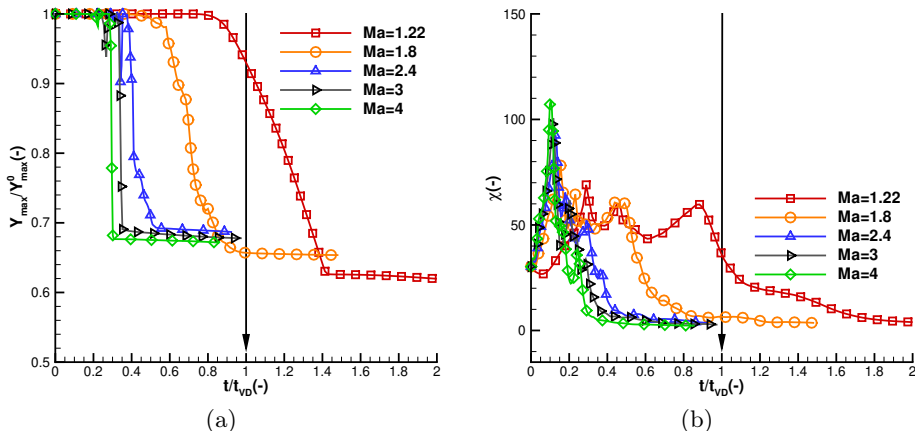 Y_max/Y^0_max(-)
1
0.9
0.8
0.7
0.6
0.5
0 0.2 0.4 0.6 0.8 1 1.2 1.4 1.6 1.8 2
t/t_VD(-)
Ma=1.22
Ma=1.8
Ma=2.4
Ma=3
Ma=4
(a)
χ(-)
150
100
50
0
0 0.2 0.4 0.6 0.8 1 1.2 1.4 1.6 1.8 2
t/t_VD(-)
Ma=1.22
Ma=1.8
Ma=2.4
Ma=3
Ma=4
(b)